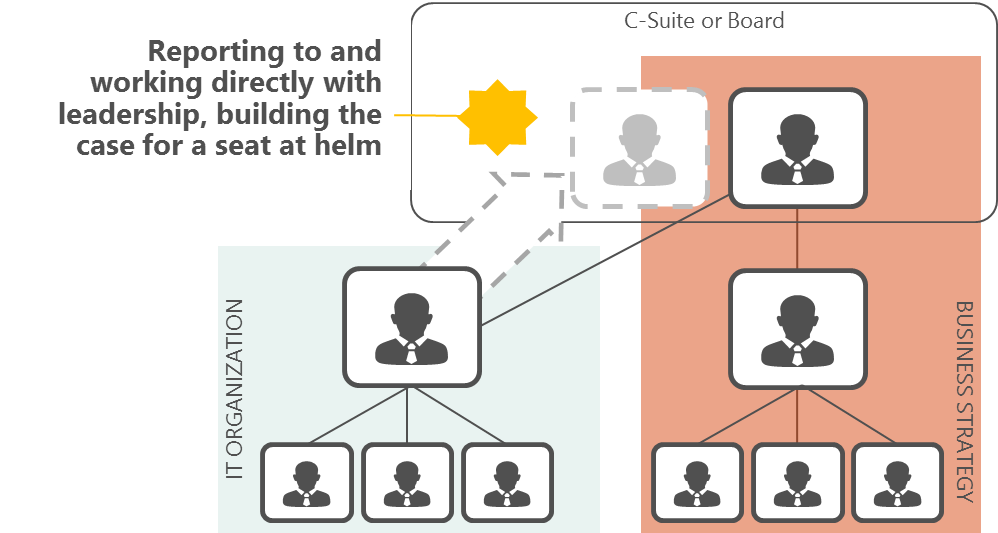 C-Suite or Board
Reporting to and
working directly with
leadership, building the
case for a seat at helm
IT ORGANIZATION
BUSINESS STRATEGY